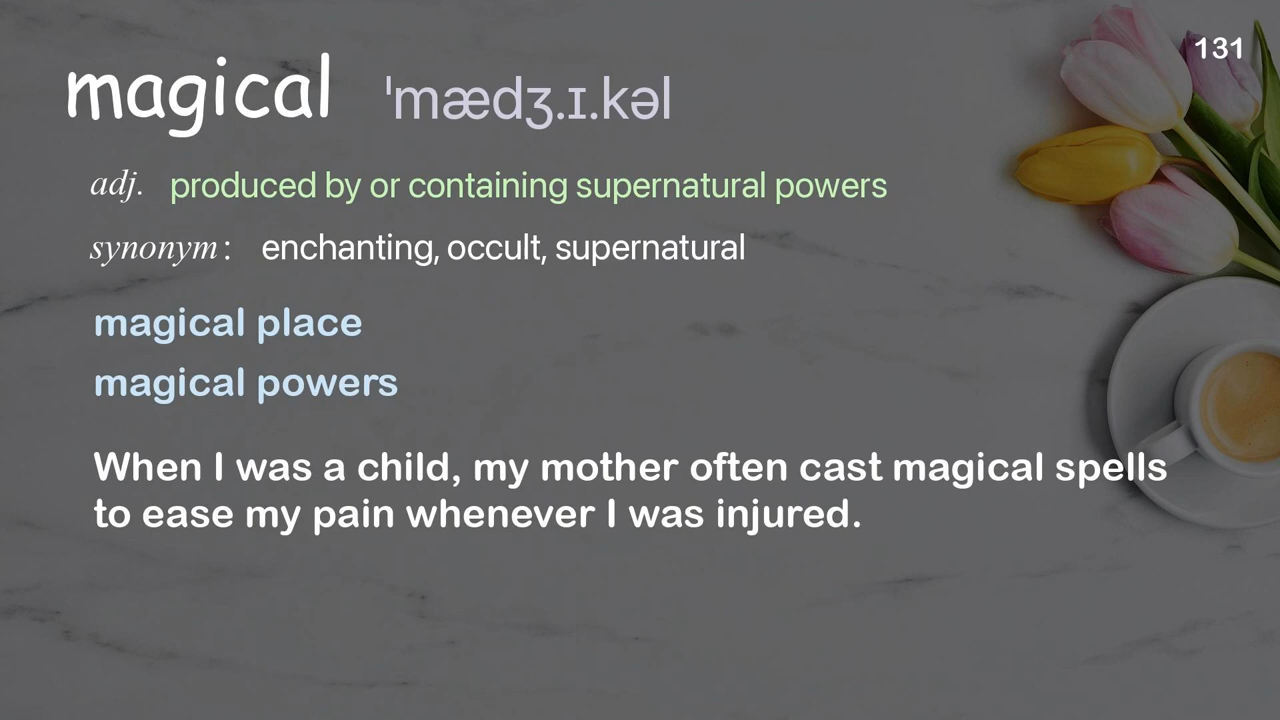 131
magical ˈmædʒ.ɪ.kəl
adj. produced by or containing supernatural powers
synonym : enchanting, occult, supernatural
magical place
magical powers
When I was a child, my mother often cast magical spells
to ease my pain whenever I was injured.